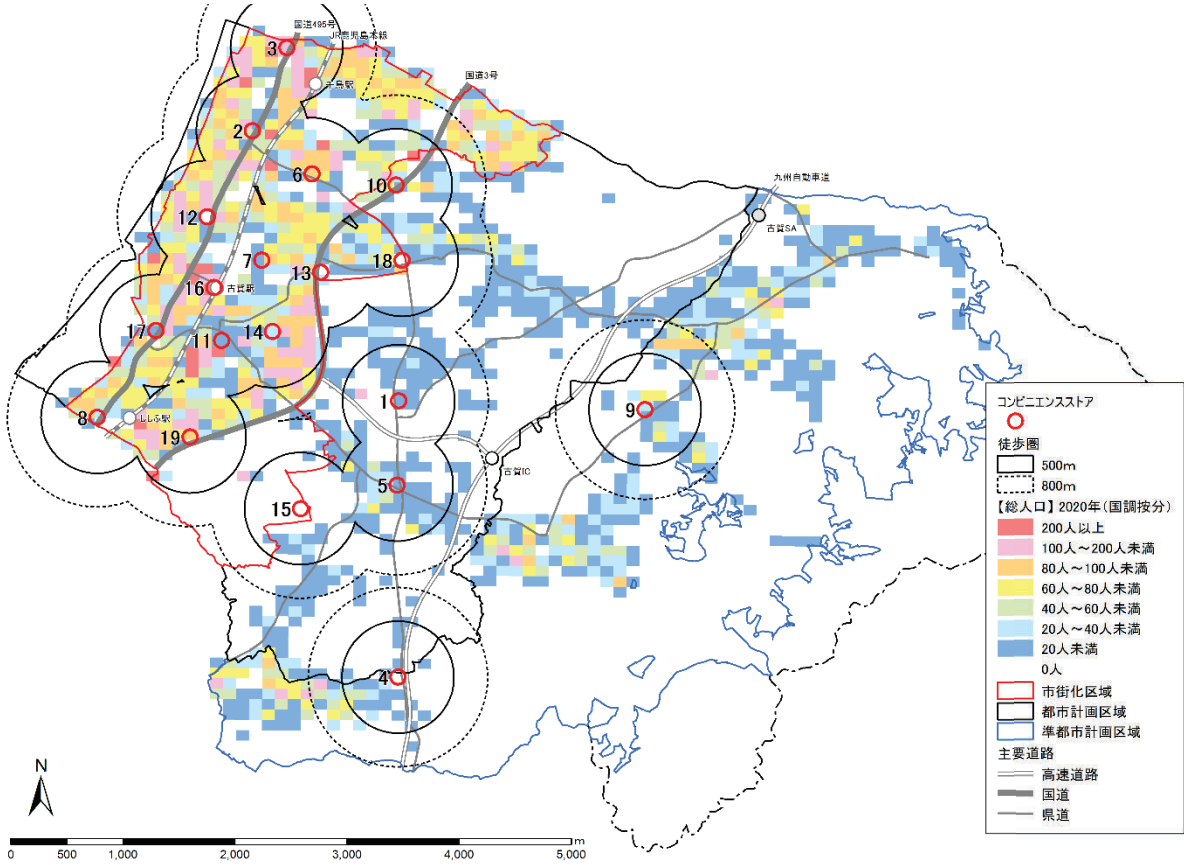 国道495号
JR鹿児島本線
3
千鳥駅
国道3号
2
6
10
九州自動車道
12
古賀SA
7
18
13
16
古賀駅
17
14
11
1
9
8
ししぶ駅
19
古賀IC
5
15
4
コンビニエンスストア
徒歩圏
500m
800m
【総人口】2020年(国調按分)
200人以上
100人~200人未満
80人~100人未満
60人~80人未満
40人~60人未満
20人~40人未満
20人未満
0人
市街化区域
都市計画区域
準都市計画区域
主要道路
高速道路
国道
県道
N
0 500 1,000 2,000 3,000 4,000 5,000 m